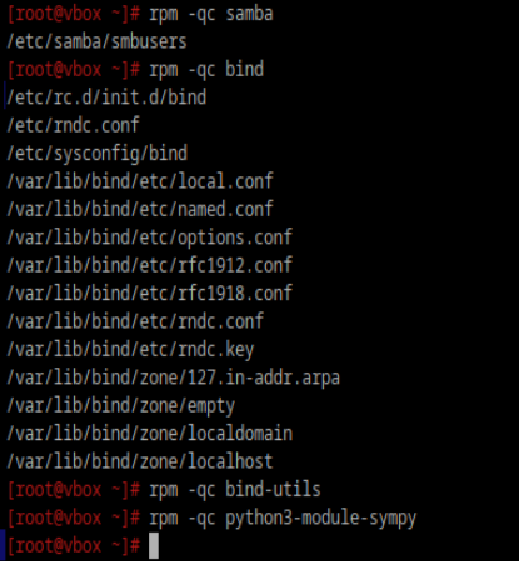 [root@vbox ~]# rpm -qc samba
/etc/samba/smbusers
[root@vbox ~]# rpm -qc bind
/etc/rc.d/init.d/bind
/etc/rndc.conf
/etc/sysconfig/bind
/var/lib/bind/etc/local.conf
/var/lib/bind/etc/named.conf
/var/lib/bind/etc/options.conf
/var/lib/bind/etc/rfc1912.conf
/var/lib/bind/etc/rfc1918.conf
/var/lib/bind/etc/rndc.conf
/var/lib/bind/etc/rndc.key
/var/lib/bind/zone/127.in-addr.arpa
/var/lib/bind/zone/empty
/var/lib/bind/zone/localdomain
/var/lib/bind/zone/localhost
[root@vbox ~]# rpm -qc bind-utils
[root@vbox ~]# rpm -qc python3-module-sympy
[root@vbox ~]#